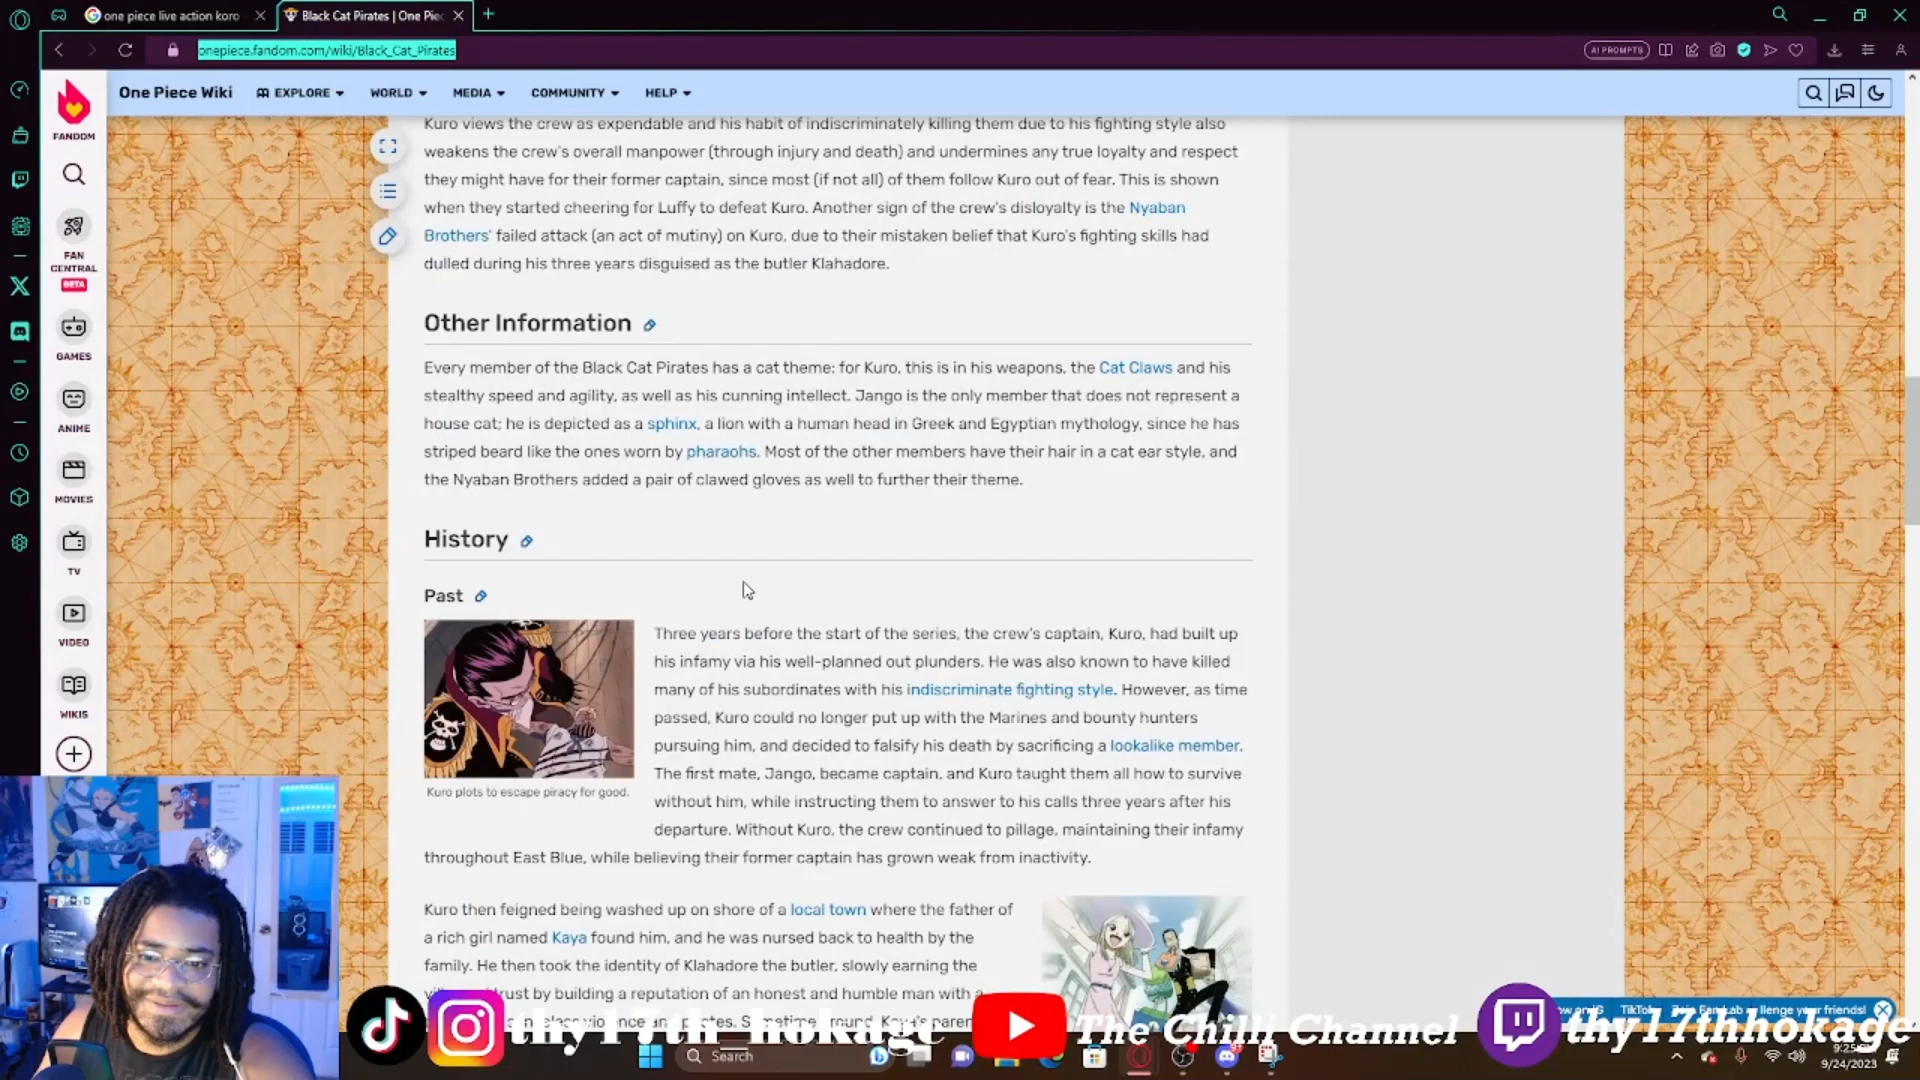 one piece live action koro
Black Cat Pirates | One Pie
onepiece.fandom.com/wiki/Black_Cat_Pirates
AI PROMPTS
One Piece Wiki
EXPLORE
WORLD
MEDIA
COMMUNITY
HELP
FANDOM
FAN
CENTRAL
BETA
GAMES
ANIME
MOVIES
TV
VIDEO
WIKIS
Kuro views the crew as expendable and his habit of indiscriminately killing them due to his fighting style also
weakens the crew's overall manpower (through injury and death) and undermines any true loyalty and respect
they might have for their former captain, since most (if not all) of them follow Kuro out of fear. This is shown
when they started cheering for Luffy to defeat Kuro. Another sign of the crew's disloyalty is the Nyaban
Brothers' failed attack (an act of mutiny) on Kuro, due to their mistaken belief that Kuro's fighting skills had
dulled during his three years disguised as the butler Klahadore.
Other Information
Every member of the Black Cat Pirates has a cat theme: for Kuro, this is in his weapons, the Cat Claws and his
stealthy speed and agility, as well as his cunning intellect. Jango is the only member that does not represent a
house cat; he is depicted as a sphinx, a lion with a human head in Greek and Egyptian mythology, since he has
striped beard like the ones worn by pharaohs. Most of the other members have their hair in a cat ear style, and
the Nyaban Brothers added a pair of clawed gloves as well to further their theme.
History
Past
Kuro plots to escape piracy for good.
Three years before the start of the series, the crew's captain, Kuro, had built up
his infamy via his well-planned out plunders. He was also known to have killed
many of his subordinates with his indiscriminate fighting style. However, as time
passed, Kuro could no longer put up with the Marines and bounty hunters
pursuing him, and decided to falsify his death by sacrificing a lookalike member.
The first mate, Jango, became captain, and Kuro taught them all how to survive
without him, while instructing them to answer to his calls three years after his
departure. Without Kuro, the crew continued to pillage, maintaining their infamy
throughout East Blue, while believing their former captain has grown weak from inactivity.
Kuro then feigned being washed up on shore of a local town where the father of
a rich girl named Kaya found him, and he was nursed back to health by the
family. He then took the identity of Klahadore the butler, slowly earning the
trust by building a reputation of an honest and humble man with a
TikTok
llenge your friends!
thy17th_hokage
The Chilli Channel
thy17thhokage
Search
9/24/2023